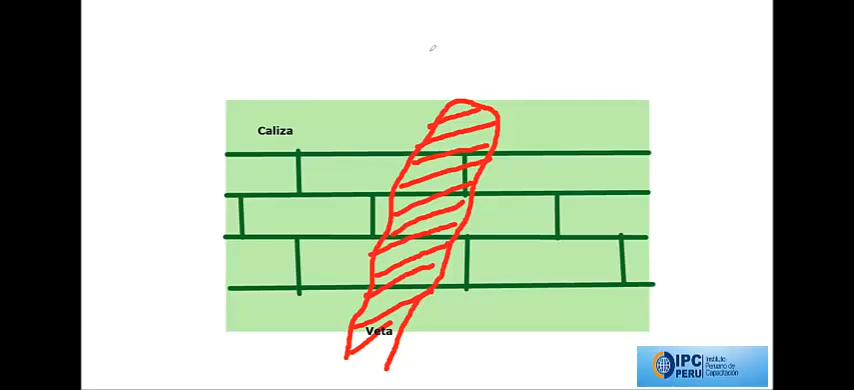 Caliza
Veta
IPC
PERU
Instituto
Peruano de
Capacitación